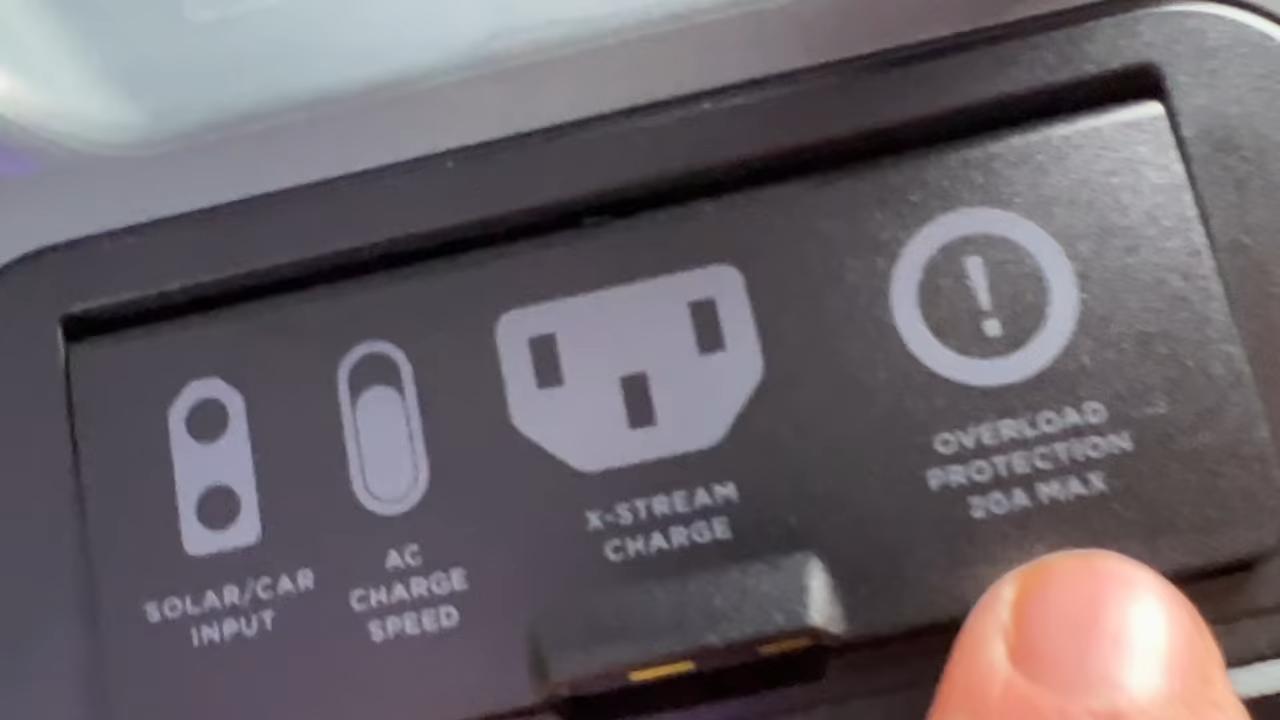 SOLAR/CAR
INPUT
AC
CHARGE
SPEED
X-STREAM
CHARGE
!
OVERLOAD
PROTECTION
20A MAX